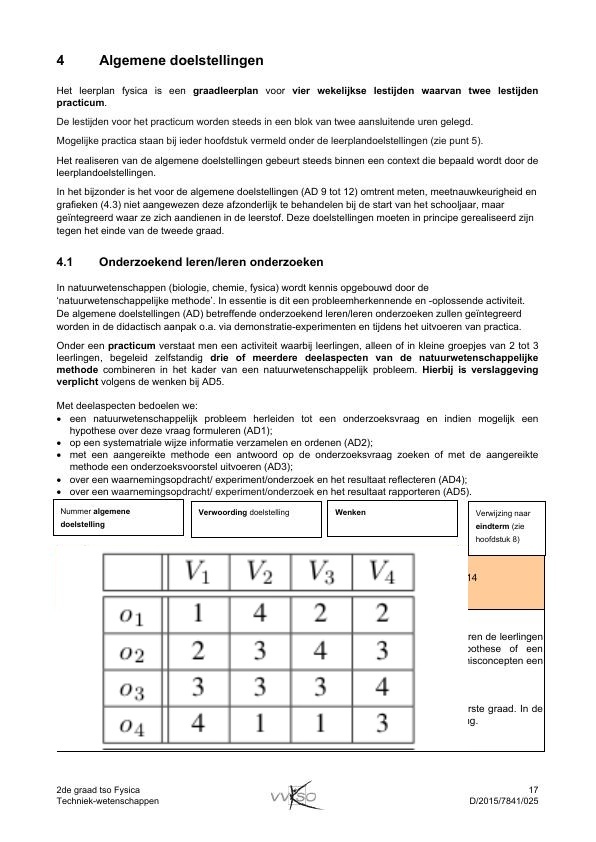 4 Algemene doelstellingen
Het leerplan fysica is een graadleerplan voor vier wekelijkse lestijden waarvan twee lestijden
practicum.
De lestijden voor het practicum worden steeds in een blok van twee aansluitende uren gelegd.
Mogelijke practica staan bij ieder hoofdstuk vermeld onder de leerplandoelstellingen (zie punt 5).
Het realiseren van de algemene doelstellingen gebeurt steeds binnen een context die bepaald wordt door de
leerplandoelstellingen.
In het bijzonder is het voor de algemene doelstellingen (AD 9 tot 12) omtrent meten, meetnauwkeurigheid en
grafieken (4.3) niet aangewezen deze afzonderlijk te behandelen bij de start van het schooljaar, maar
geïntegreerd waar ze zich aandienen in de leerstof. Deze doelstellingen moeten in principe gerealiseerd zijn
tegen het einde van de tweede graad.
4.1 Onderzoekend leren/leren onderzoeken
In natuurwetenschappen (biologie, chemie, fysica) wordt kennis opgebouwd door de
‘natuurwetenschappelijke methode’. In essentie is dit een probleemherkennende en -oplossende activiteit.
De algemene doelstellingen (AD) betreffende onderzoekend leren/leren onderzoeken zullen geïntegreerd
worden in de didactisch aanpak o.a. via demonstratie-experimenten en tijdens het uitvoeren van practica.
Onder een practicum verstaat men een activiteit waarbij leerlingen, alleen of in kleine groepjes van 2 tot 3
leerlingen, begeleid zelfstandig drie of meerdere deelaspecten van de natuurwetenschappelijke
methode combineren in het kader van een natuurwetenschappelijk probleem. Hierbij is verslaggeving
verplicht volgens de wenken bij AD5.
Met deelaspecten bedoelen we:
• een natuurwetenschappelijk probleem herleiden tot een onderzoeksvraag en indien mogelijk een
hypothese over deze vraag formuleren (AD1);
• op een systematriale wijze informatie verzamelen en ordenen (AD2);
• met een aangereikte methode een antwoord op de onderzoeksvraag zoeken of met de aangereikte
methode een onderzoeksvoorstel uitvoeren (AD3);
• over een waarnemingsopdracht/ experiment/onderzoek en het resultaat reflecteren (AD4);
• over een waarnemingsopdracht/ experiment/onderzoek en het resultaat rapporteren (AD5).
Nummer algemene
doelstelling
Verwoording doelstelling
Wenken
Verwijzing naar
eindterm (zie
hoofdstuk 8)
14
V1 V2 V3 V4
o1 1 4 2 2
o2 2 3 4 3
o3 3 3 3 4
o4 4 1 1 3
ren de leerlingen
othese of een
nisconcepten een
rste graad. In de
ng.
2de graad tso Fysica
Techniek-wetenschappen
vvkso
17
D/2015/7841/025